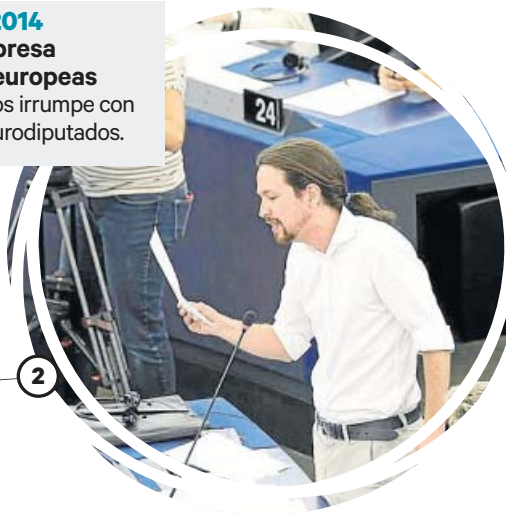 2014
presa
europeas
os irrumpe con
urodiputados.
24
2